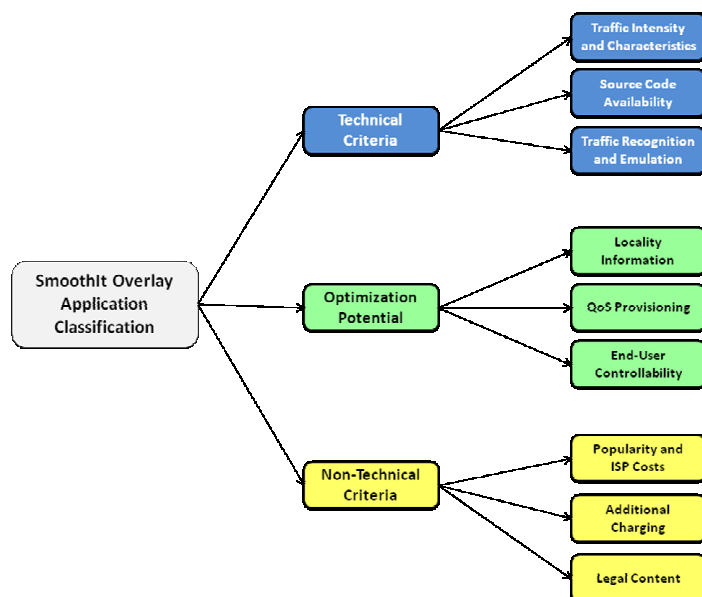 SmoothIt Overlay
Application
Classification
Technical
Criteria
Traffic Intensity
and Characteristics
Source Code
Availability
Traffic Recognition
and Emulation
Optimization
Potential
Locality
Information
QoS Provisioning
End-User
Controllability
Non-Technical
Criteria
Popularity and
ISP Costs
Additional
Charging
Legal Content